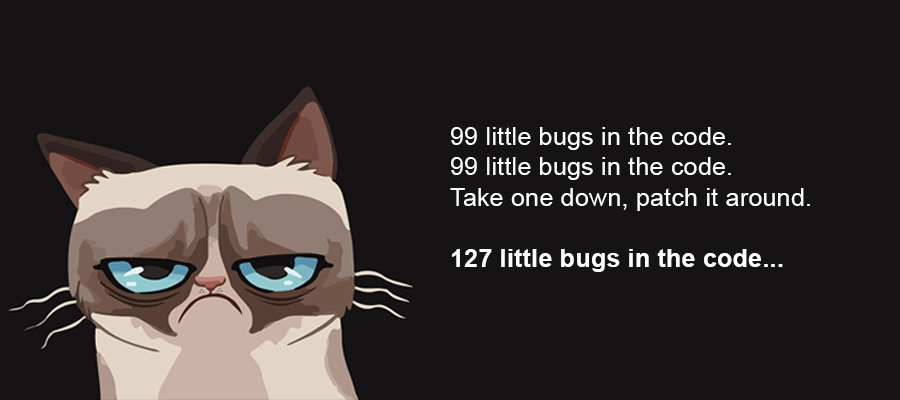 99 little bugs in the code.
99 little bugs in the code.
Take one down, patch it around.
127 little bugs in the code...